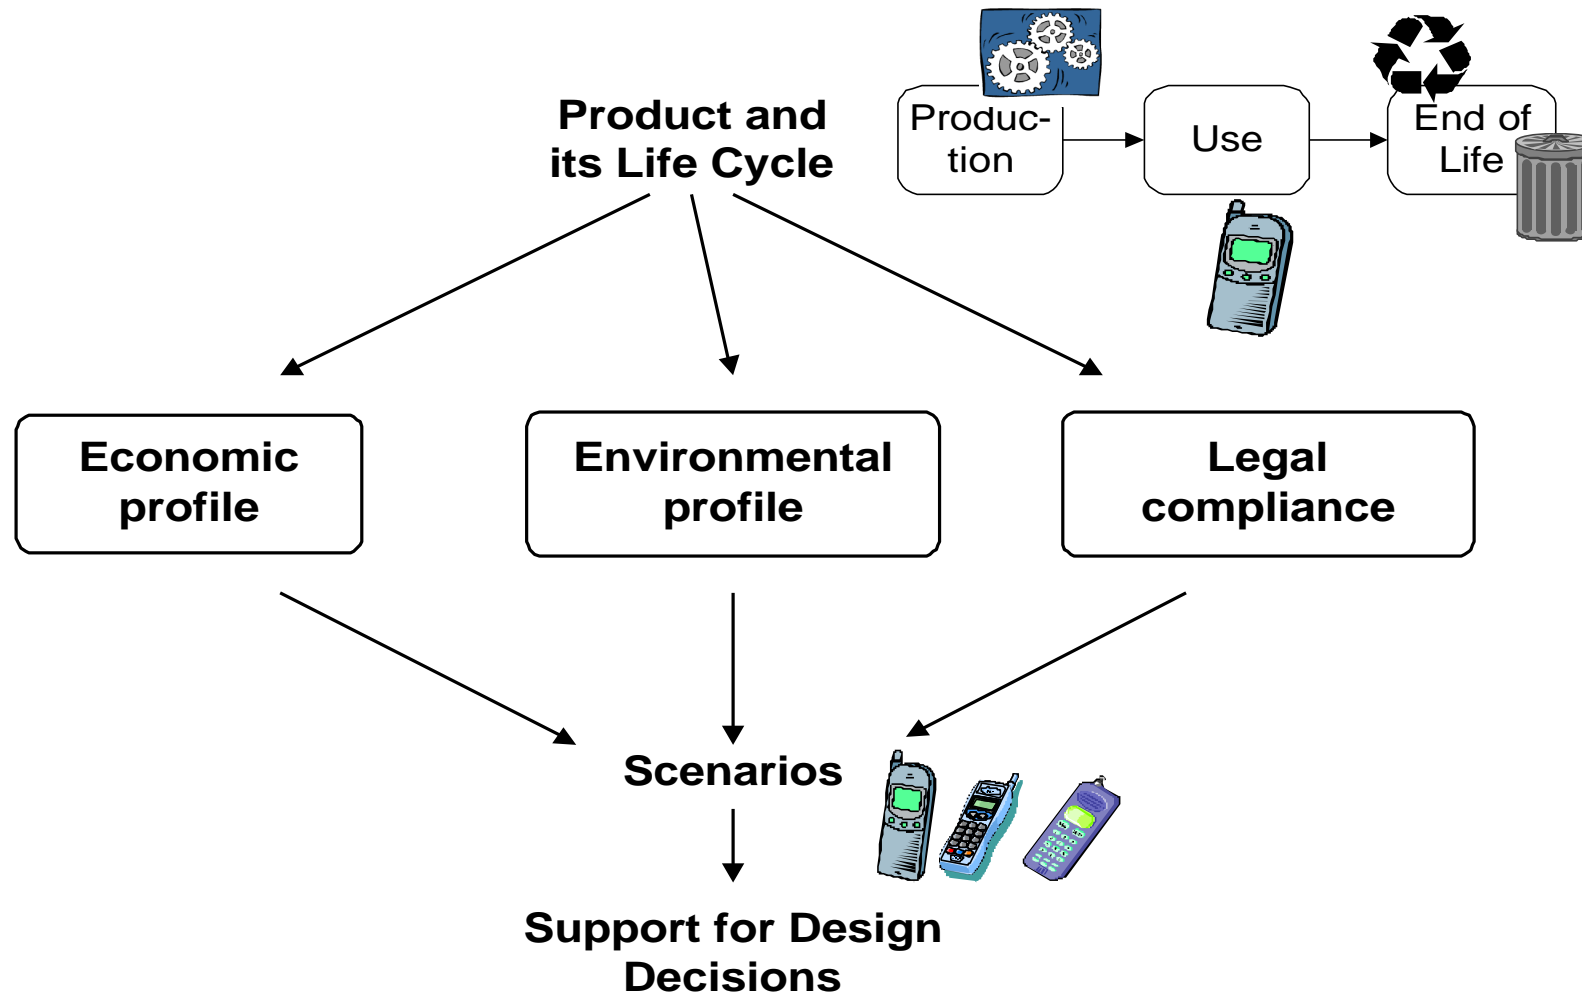 Product and
its Life Cycle
Produc-
tion
Use
End of
Life
Economic
profile
Environmental
profile
Legal
compliance
Scenarios
Support for Design
Decisions